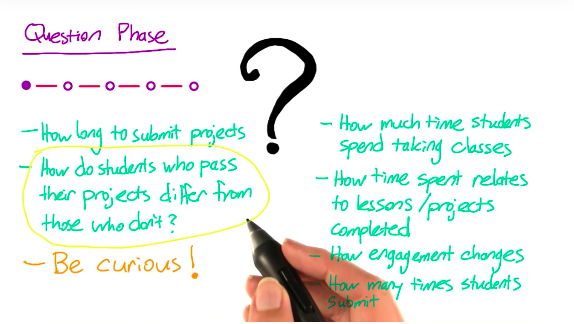 Question Phase
?
– How long to submit projects
– How do students who pass
their projects differ from
those who don't?
– Be curious!
– How much time students
spend taking classes
– How time spent relates
to lessons/projects
completed
– How engagement changes
How many times students
submit